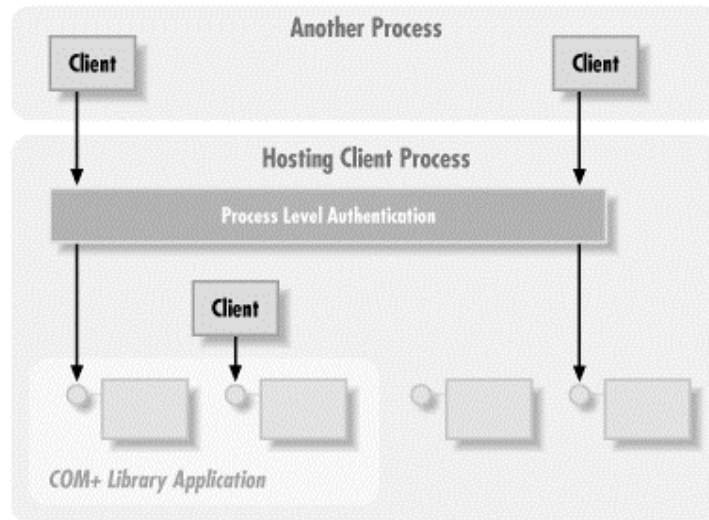 Another Process
Client
Client
Hosting Client Process
Process Level Authentication
Client
COM+ Library Application